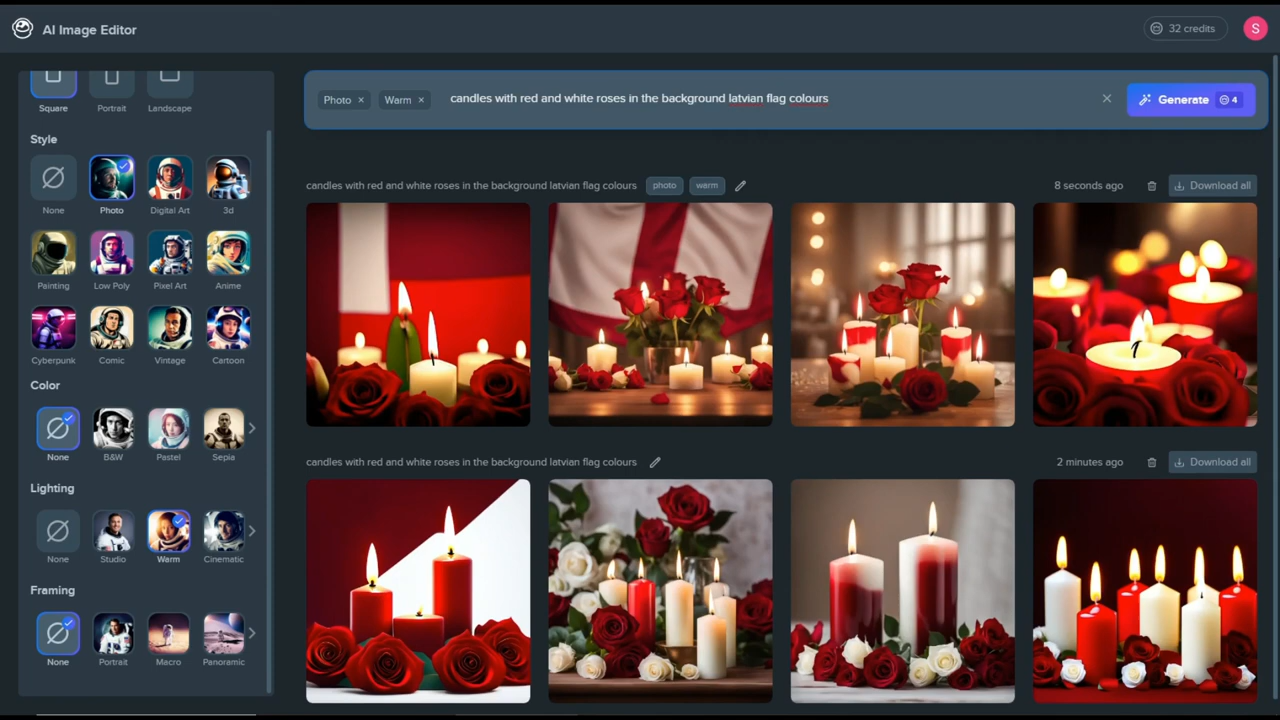 AI Image Editor
32 credits
S
Square
Portrait
Landscape
Photo ×
Warm ×
candles with red and white roses in the background latvian flag colours
Generate 4
Style
None
Photo
Digital Art
3d
Painting
Low Poly
Pixel Art
Anime
Cyberpunk
Comic
Vintage
Cartoon
Color
None
B&W
Pastel
Sepia
Lighting
None
Studio
Warm
Cinematic
Framing
None
Portrait
Macro
Panoramic
candles with red and white roses in the background latvian flag colours
photo
warm
8 seconds ago
Download all
candles with red and white roses in the background latvian flag colours
2 minutes ago
Download all